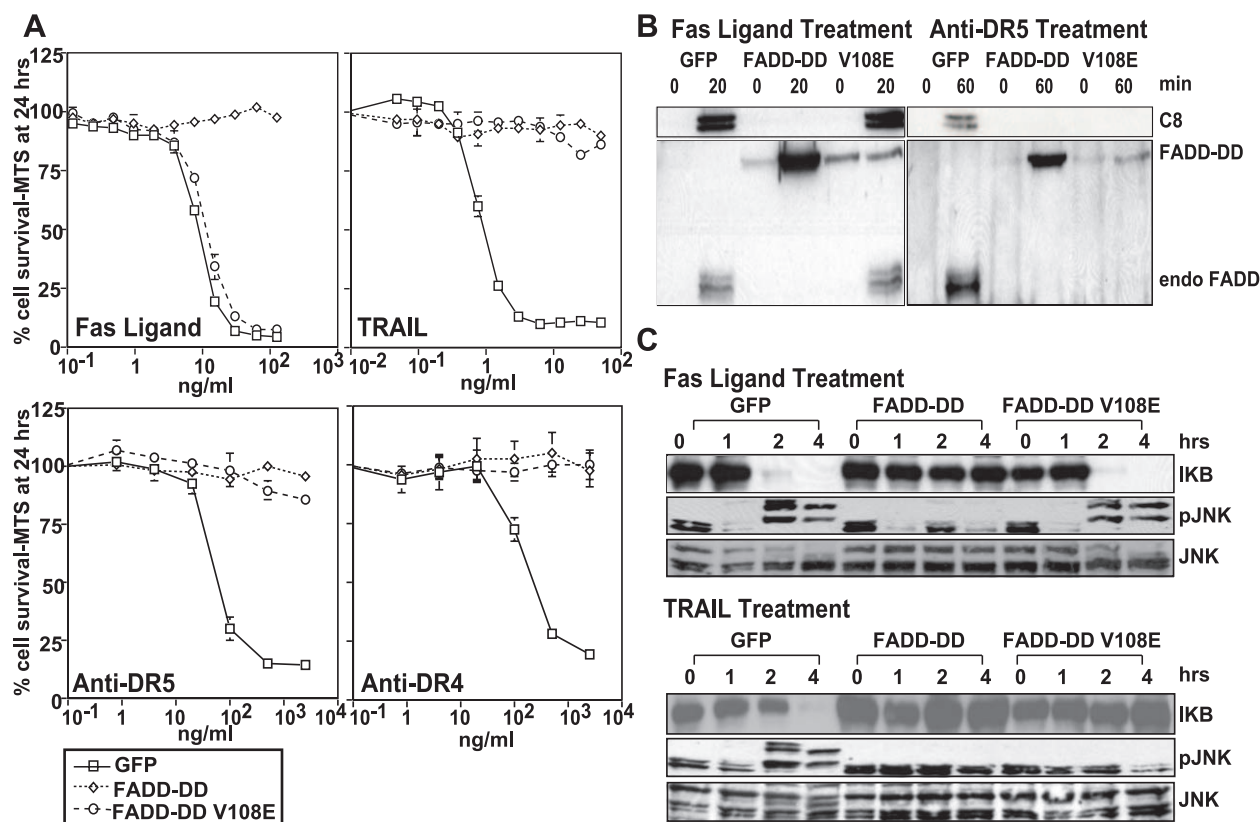 A
% cell survival-MTS at 24 hrs
125
100
75
50
25
0
Fas Ligand
10-1 1 10 102 103
ng/ml
TRAIL
10-2 10-1 1 10 102
ng/ml
% cell survival-MTS at 24 hrs
125
100
75
50
25
0
Anti-DR5
10-1 1 10 102 103 104
ng/ml
Anti-DR4
10-1 1 10 102 103 104
ng/ml
GFP
FADD-DD
FADD-DD V108E
B
Fas Ligand Treatment Anti-DR5 Treatment
GFP FADD-DD V108E GFP FADD-DD V108E
0 20 0 20 0 20 0 60 0 60 0 60 min
C8
FADD-DD
endo FADD
C
Fas Ligand Treatment
GFP FADD-DD FADD-DD V108E
0 1 2 4 0 1 2 4 0 1 2 4 hrs
IKB
pJNK
JNK
TRAIL Treatment
GFP FADD-DD FADD-DD V108E
0 1 2 4 0 1 2 4 0 1 2 4 hrs
IKB
pJNK
JNK